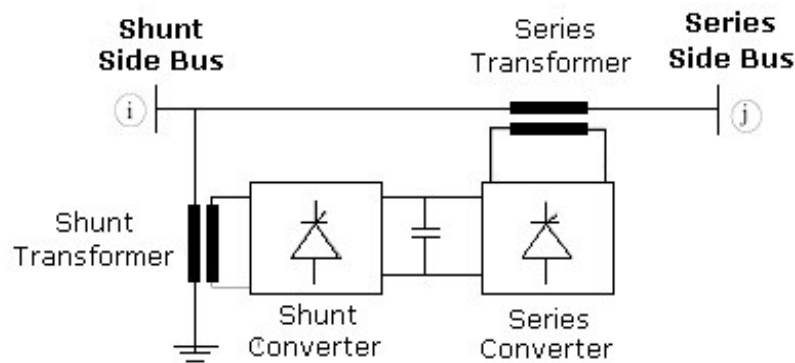 Shunt
Side Bus
Series
Transformer
Series
Side Bus
i
j
Shunt
Transformer
Shunt
Converter
Series
Converter